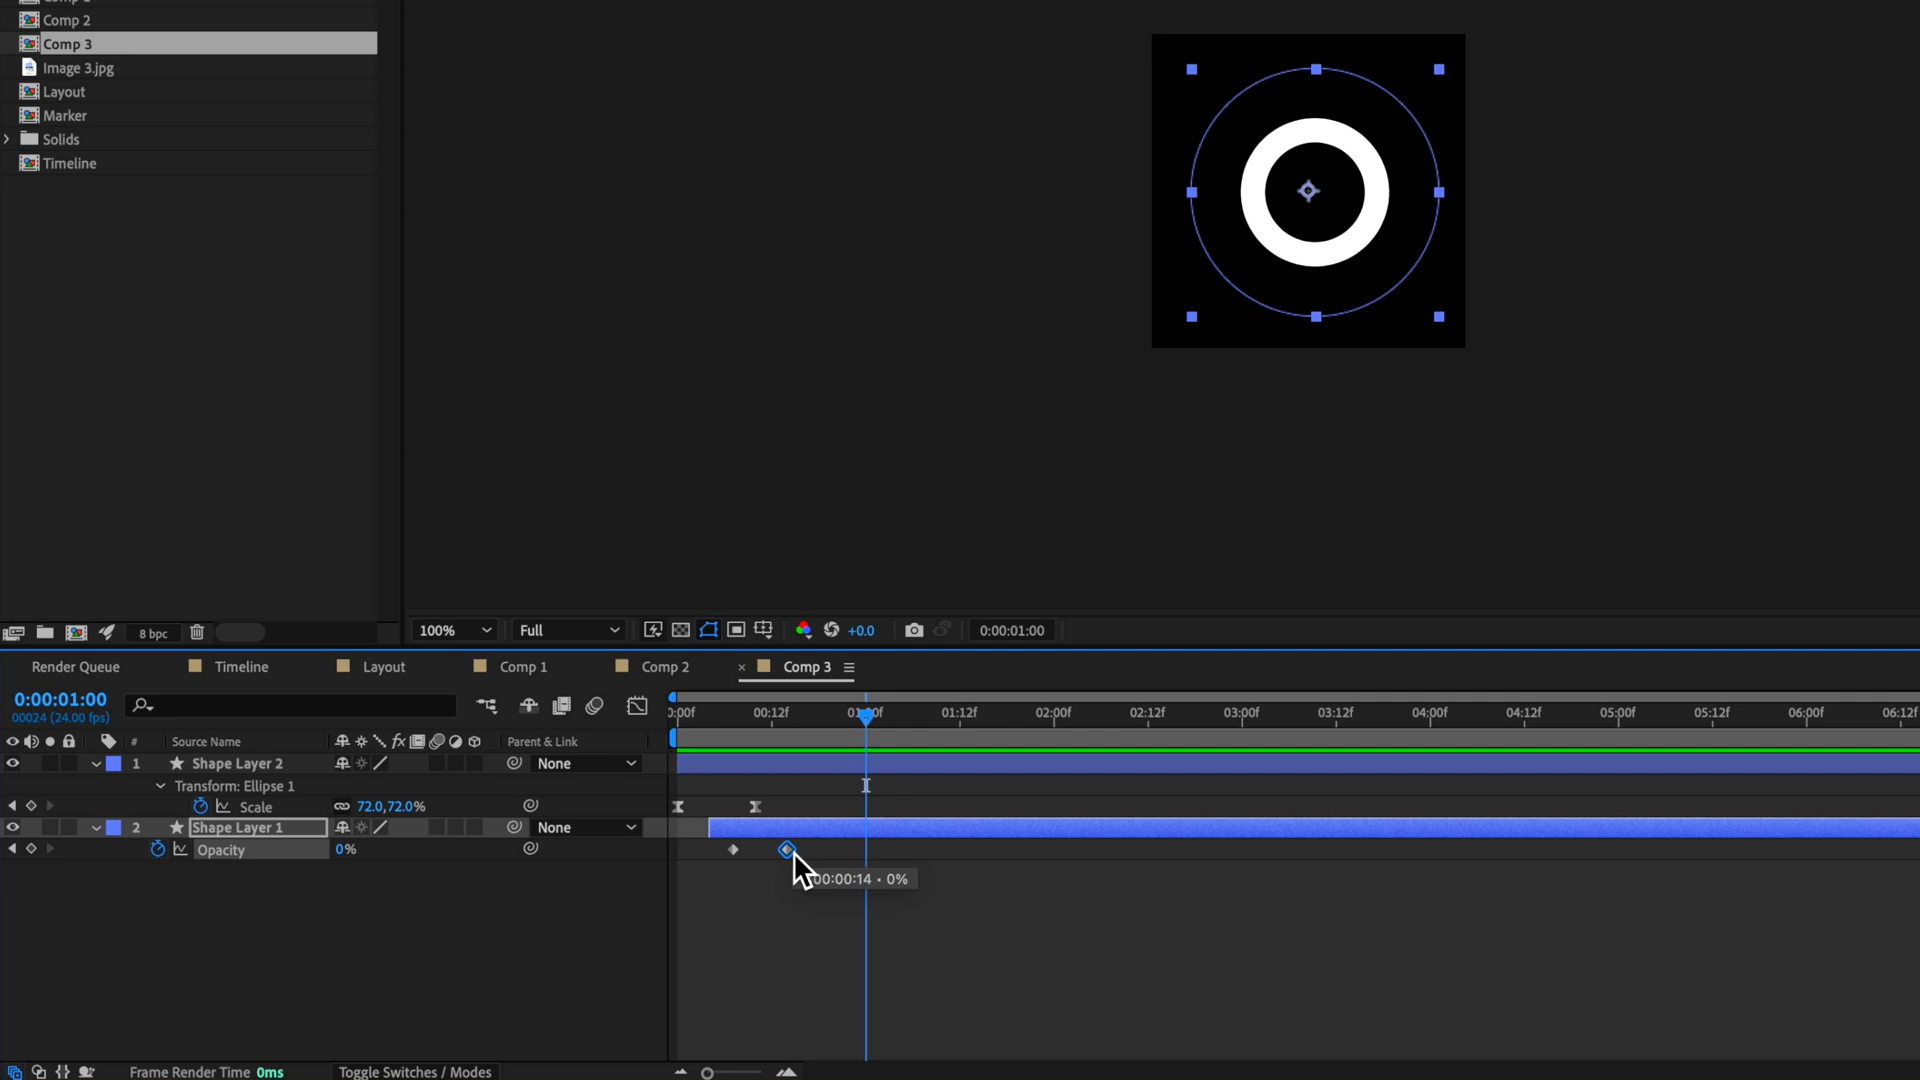 Comp 2
Comp 3
Image 3.jpg
Layout
Marker
Solids
Timeline
8 bpc
100%
Full
+0.0
0:00:01:00
Render Queue
Timeline
Layout
Comp 1
Comp 2
× Comp 3
0:00:01:00
00024 (24.00 fps)
0:00f 00:12f 01:00f 01:12f 02:00f 02:12f 03:00f 03:12f 04:00f 04:12f 05:00f 05:12f 06:00f 06:12f
# Source Name fx Parent & Link
1 Shape Layer 2 None
Transform: Ellipse 1
Scale 72.0,72.0%
2 Shape Layer 1 None
Opacity 0%
00:00:14 • 0%
Frame Render Time 0ms
Toggle Switches / Modes